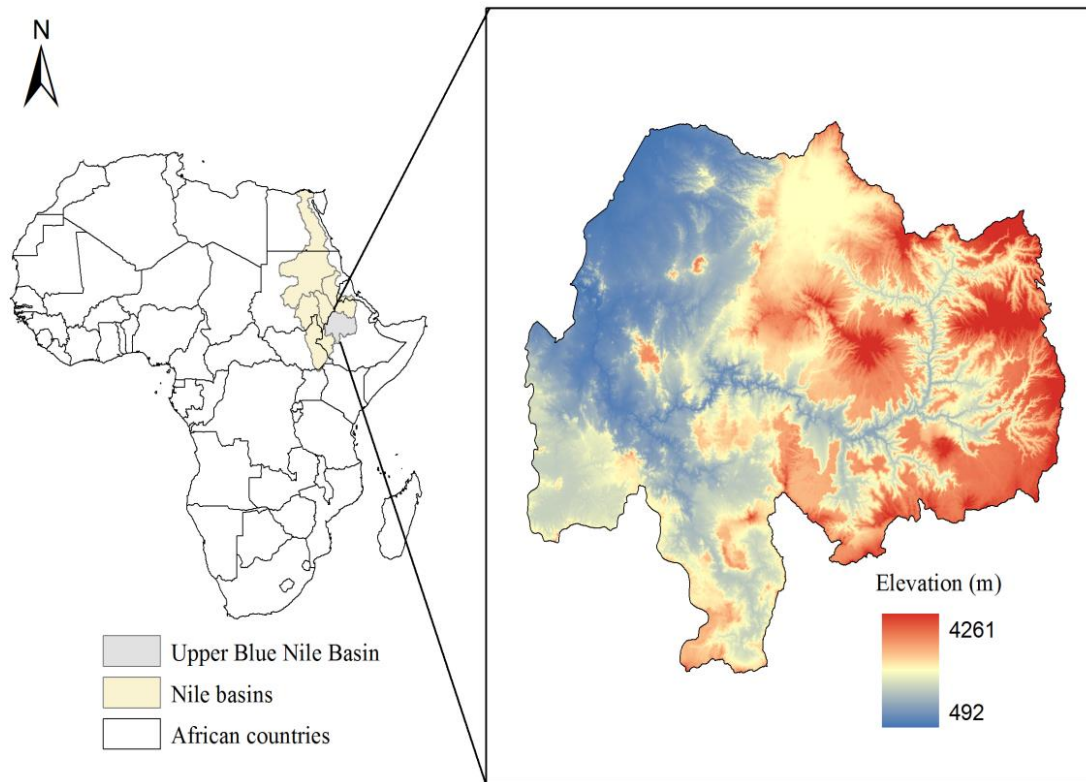 N
Upper Blue Nile Basin
Nile basins
African countries
Elevation (m)
4261
492